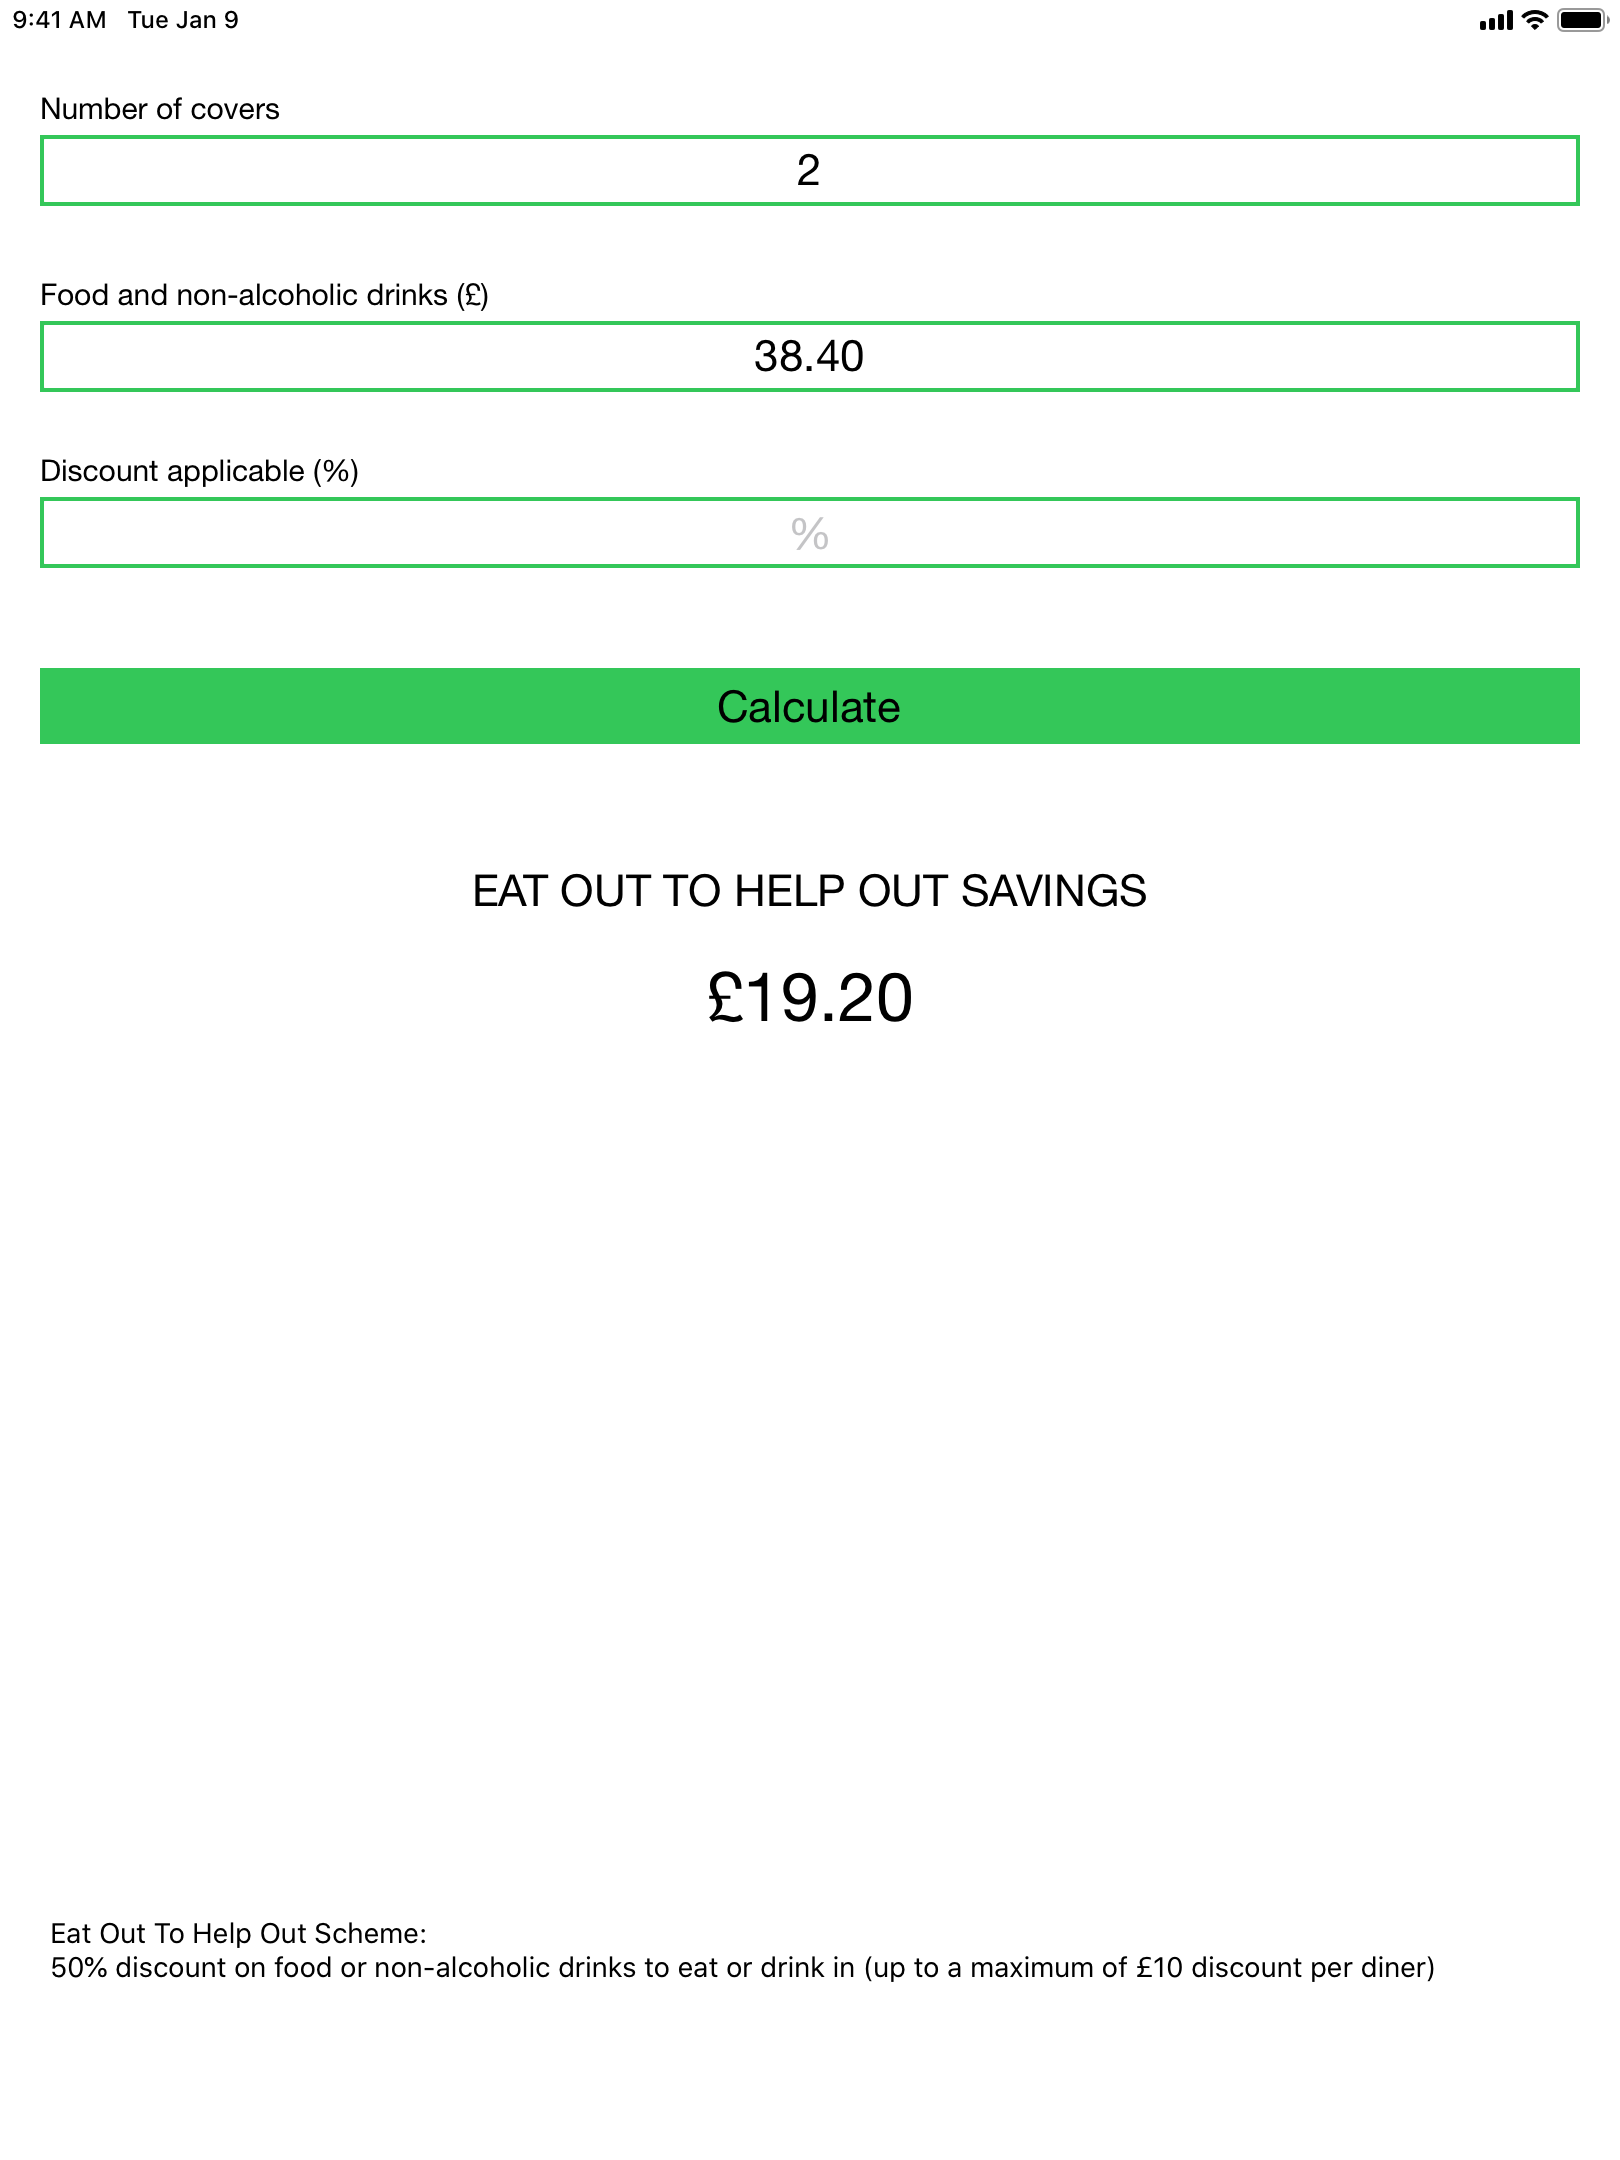 9:41 AM Tue Jan 9
Number of covers
2
Food and non-alcoholic drinks (£)
38.40
Discount applicable (%)
%
Calculate
EAT OUT TO HELP OUT SAVINGS
£19.20
Eat Out To Help Out Scheme:
50% discount on food or non-alcoholic drinks to eat or drink in (up to a maximum of £10 discount per diner)